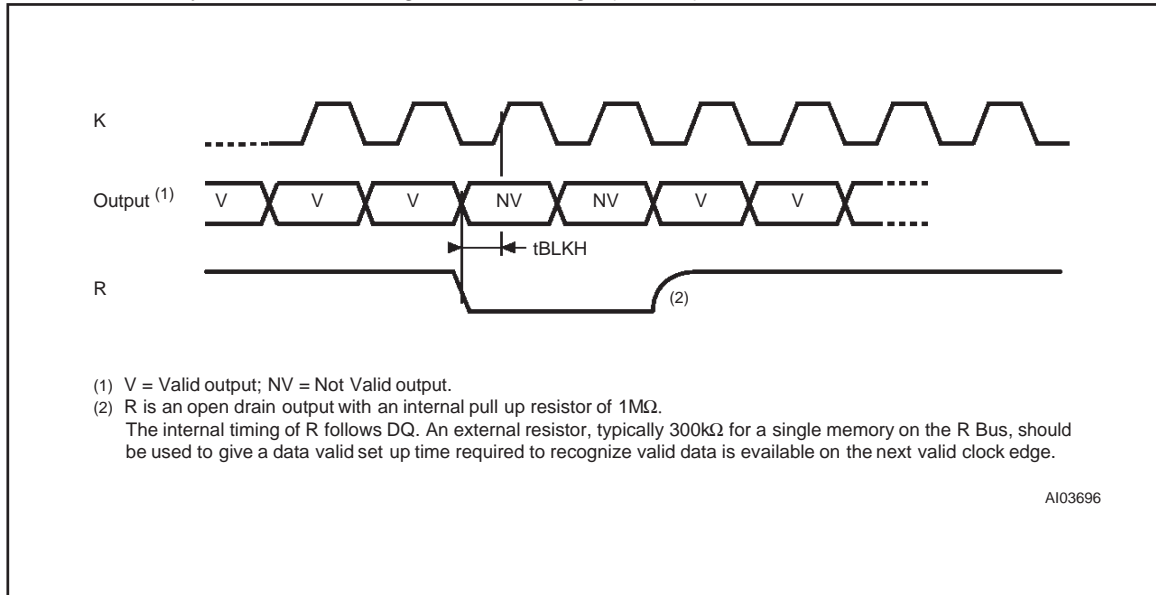 K
Output (1)
V V V NV NV V V
tBLKH
R
(2)
(1) V = Valid output; NV = Not Valid output.
(2) R is an open drain output with an internal pull up resistor of 1MΩ.
The internal timing of R follows DQ. An external resistor, typically 300kΩ for a single memory on the R Bus, should
be used to give a data valid set up time required to recognize valid data is evailable on the next valid clock edge.
AI03696